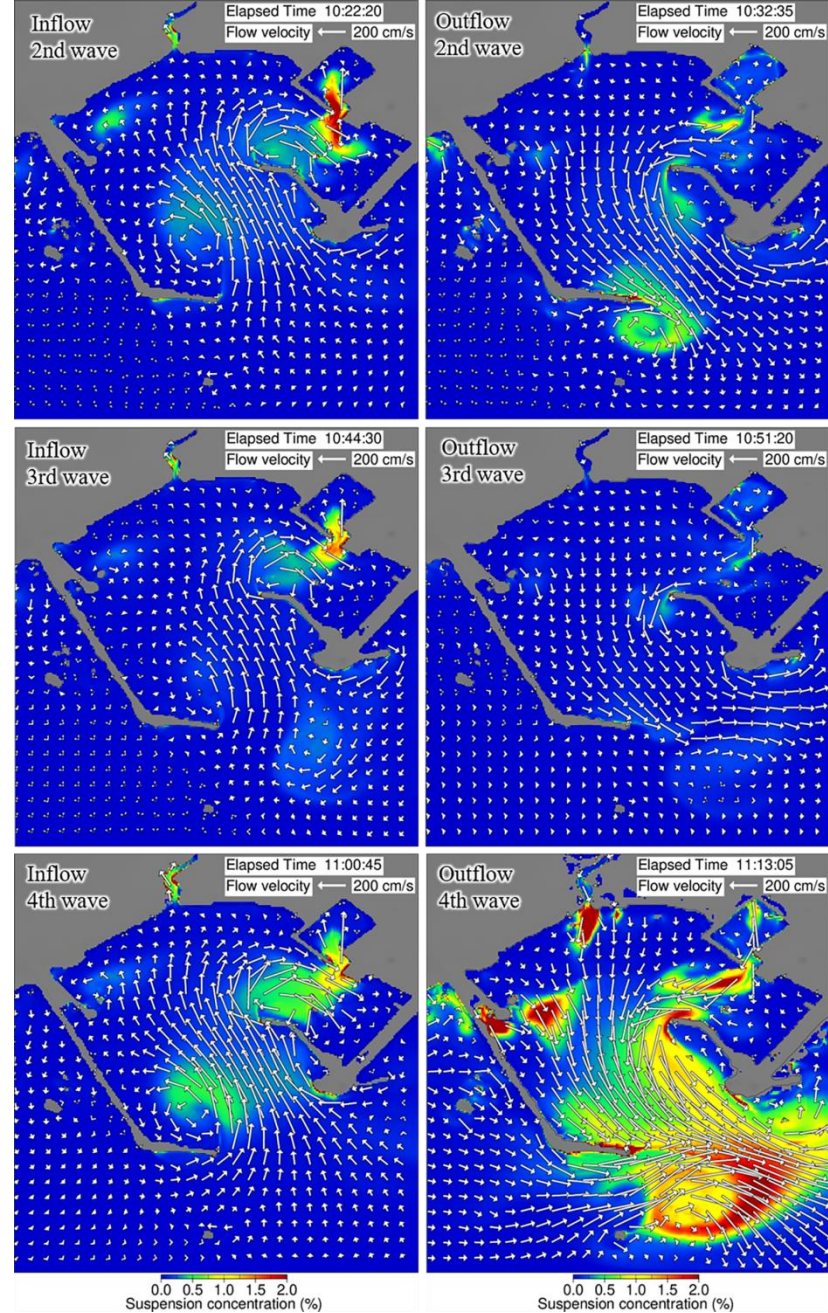 Inflow
2nd wave
Elapsed Time 10:22:20
Flow velocity 200 cm/s
Outflow
2nd wave
Elapsed Time 10:32:35
Flow velocity 200 cm/s
Inflow
3rd wave
Elapsed Time 10:44:30
Flow velocity 200 cm/s
Outflow
3rd wave
Elapsed Time 10:51:20
Flow velocity 200 cm/s
Inflow
4th wave
Elapsed Time 11:00:45
Flow velocity 200 cm/s
Outflow
4th wave
Elapsed Time 11:13:05
Flow velocity 200 cm/s
0.0 0.5 1.0 1.5 2.0
Suspension concentration (%)
0.0 0.5 1.0 1.5 2.0
Suspension concentration (%)